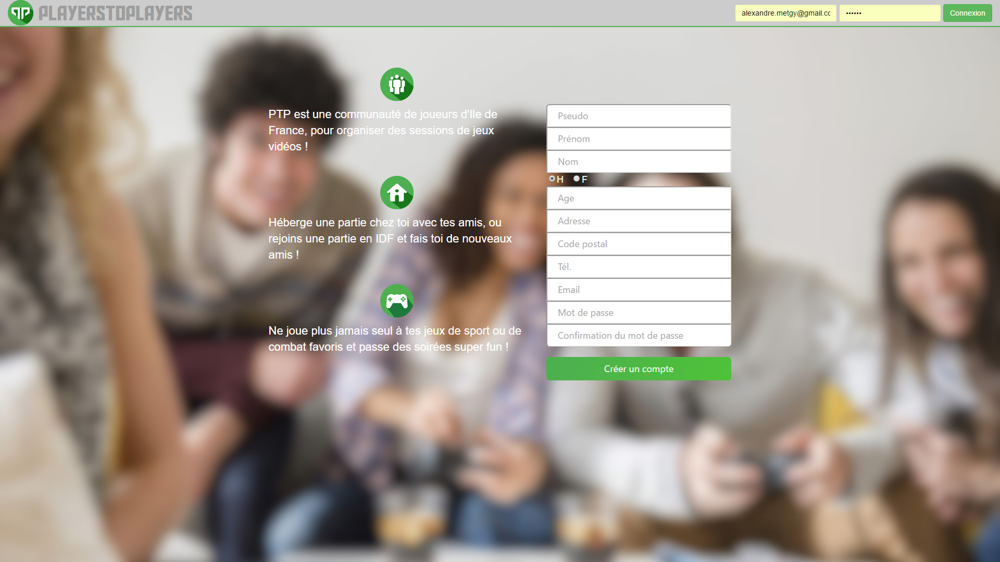 PLAYERSTOPLAYERS
alexandre.metgy@gmail.cc
••••••
Connexion
PTP est une communauté de joueurs d'Ile de
France, pour organiser des sessions de jeux
vidéos !
Héberge une partie chez toi avec tes amis, ou
rejoins une partie en IDF et fais toi de nouveaux
amis !
Ne joue plus jamais seul à tes jeux de sport ou de
combat favoris et passe des soirées super fun !
Pseudo
Prénom
Nom
H F
Age
Adresse
Code postal
Tél.
Email
Mot de passe
Confirmation du mot de passe
Créer un compte